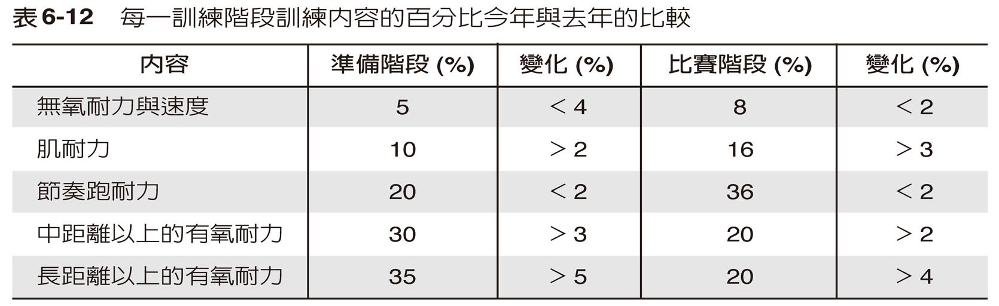 表6-12 每一訓練階段訓練内容的百分比今年與去年的比較
内容 準備階段 (%) 變化 (%) 比賽階段 (%) 變化 (%)
無氧耐力與速度 5 < 4 8 < 2
肌耐力 10 > 2 16 > 3
節奏跑耐力 20 < 2 36 < 2
中距離以上的有氧耐力 30 > 3 20 > 2
長距離以上的有氧耐力 35 > 5 20 > 4